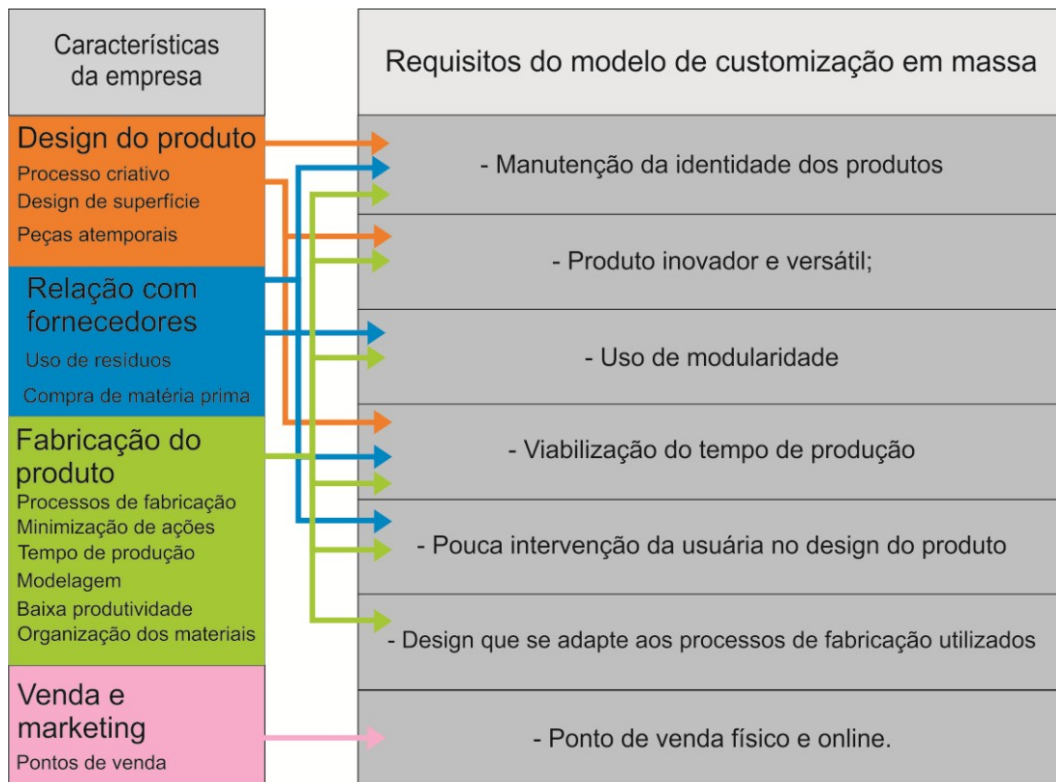 Características
da empresa
Requisitos do modelo de customização em massa
Design do produto
Processo criativo
Design de superfície
Peças atemporais
Relação com
fornecedores
Uso de resíduos
Compra de matéria prima
Fabricação do
produto
Processos de fabricação
Minimização de ações
Tempo de produção
Modelagem
Baixa produtividade
Organização dos materiais
Venda e
marketing
Pontos de venda
- Manutenção da identidade dos produtos
- Produto inovador e versátil;
- Uso de modularidade
- Viabilização do tempo de produção
- Pouca intervenção da usuária no design do produto
- Design que se adapte aos processos de fabricação utilizados
- Ponto de venda físico e online.